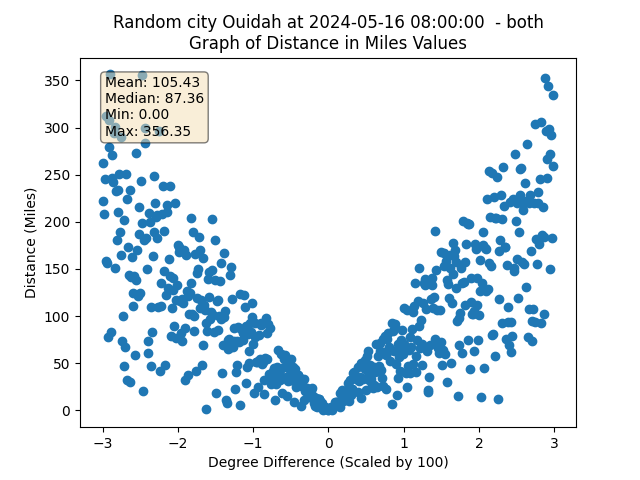 Random city Ouidah at 2024-05-16 08:00:00 - both
Graph of Distance in Miles Values
Mean: 105.43
Median: 87.36
Min: 0.00
Max: 356.35
Distance (Miles)
350
300
250
200
150
100
50
0
−3 −2 −1 0 1 2 3
Degree Difference (Scaled by 100)